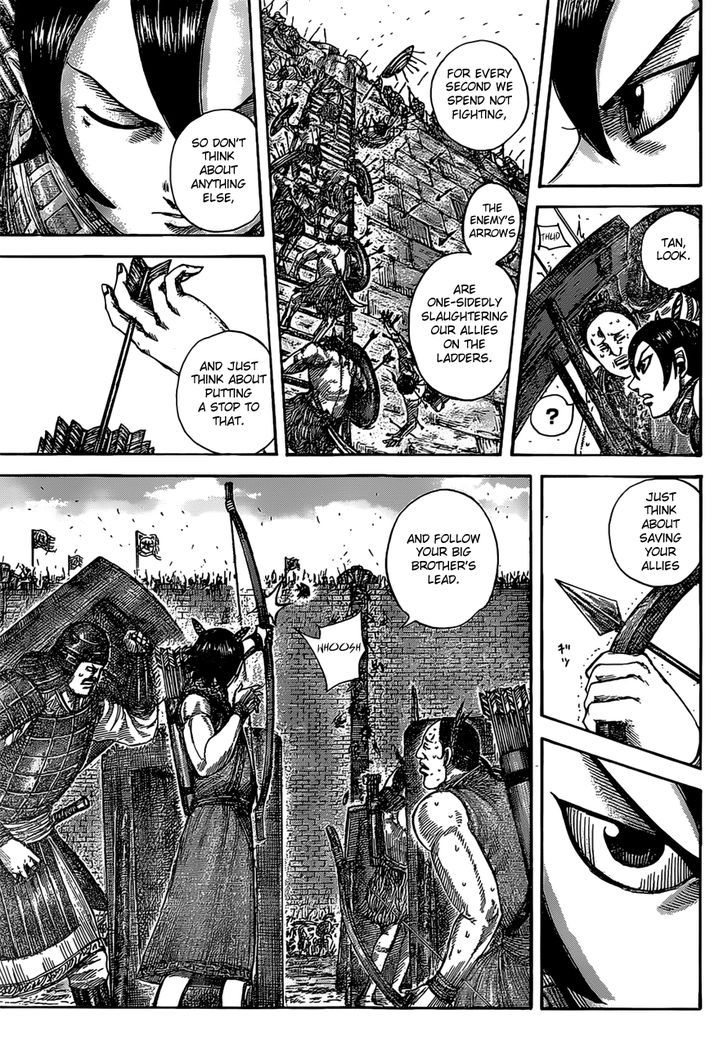 TAN,
LOOK.
THUD
?
FOR EVERY
SECOND WE
SPEND NOT
FIGHTING,
THE
ENEMY'S
ARROWS
ARE
ONE-SIDEDLY
SLAUGHTERING
OUR ALLIES
ON THE
LADDERS.
SO DON'T
THINK
ABOUT
ANYTHING
ELSE,
AND JUST
THINK ABOUT
PUTTING
A STOP TO
THAT.
JUST
THINK
ABOUT
SAVING
YOUR
ALLIES
AND FOLLOW
YOUR BIG
BROTHER'S
LEAD.
WHOOSH